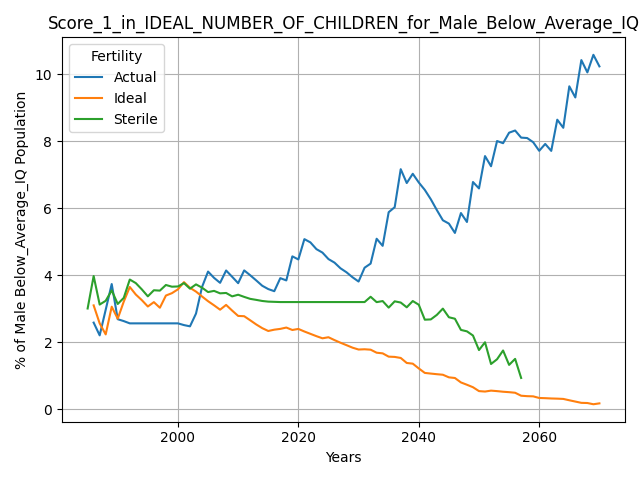 Score_1_in_IDEAL_NUMBER_OF_CHILDREN_for_Male_Below_Average_IQ
Fertility
Actual
Ideal
Sterile
% of Male Below_Average_IQ Population
10
8
6
4
2
0
2000
2020
2040
2060
Years